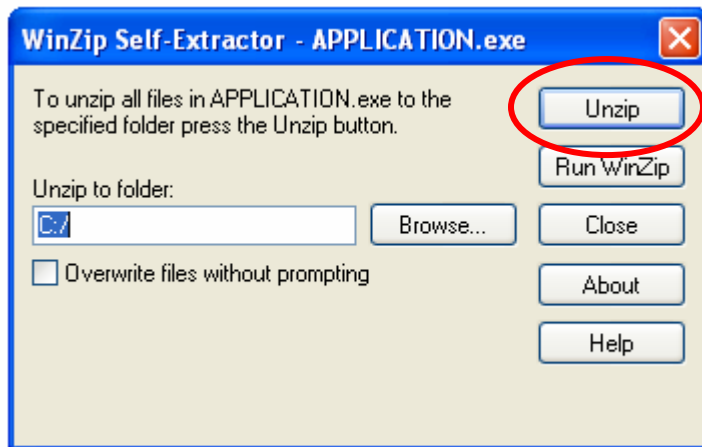 WinZip Self-Extractor - APPLICATION.exe
To unzip all files in APPLICATION.exe to the
specified folder press the Unzip button.
Unzip to folder:
C:/
Browse...
Overwrite files without prompting
Unzip
Run WinZip
Close
About
Help